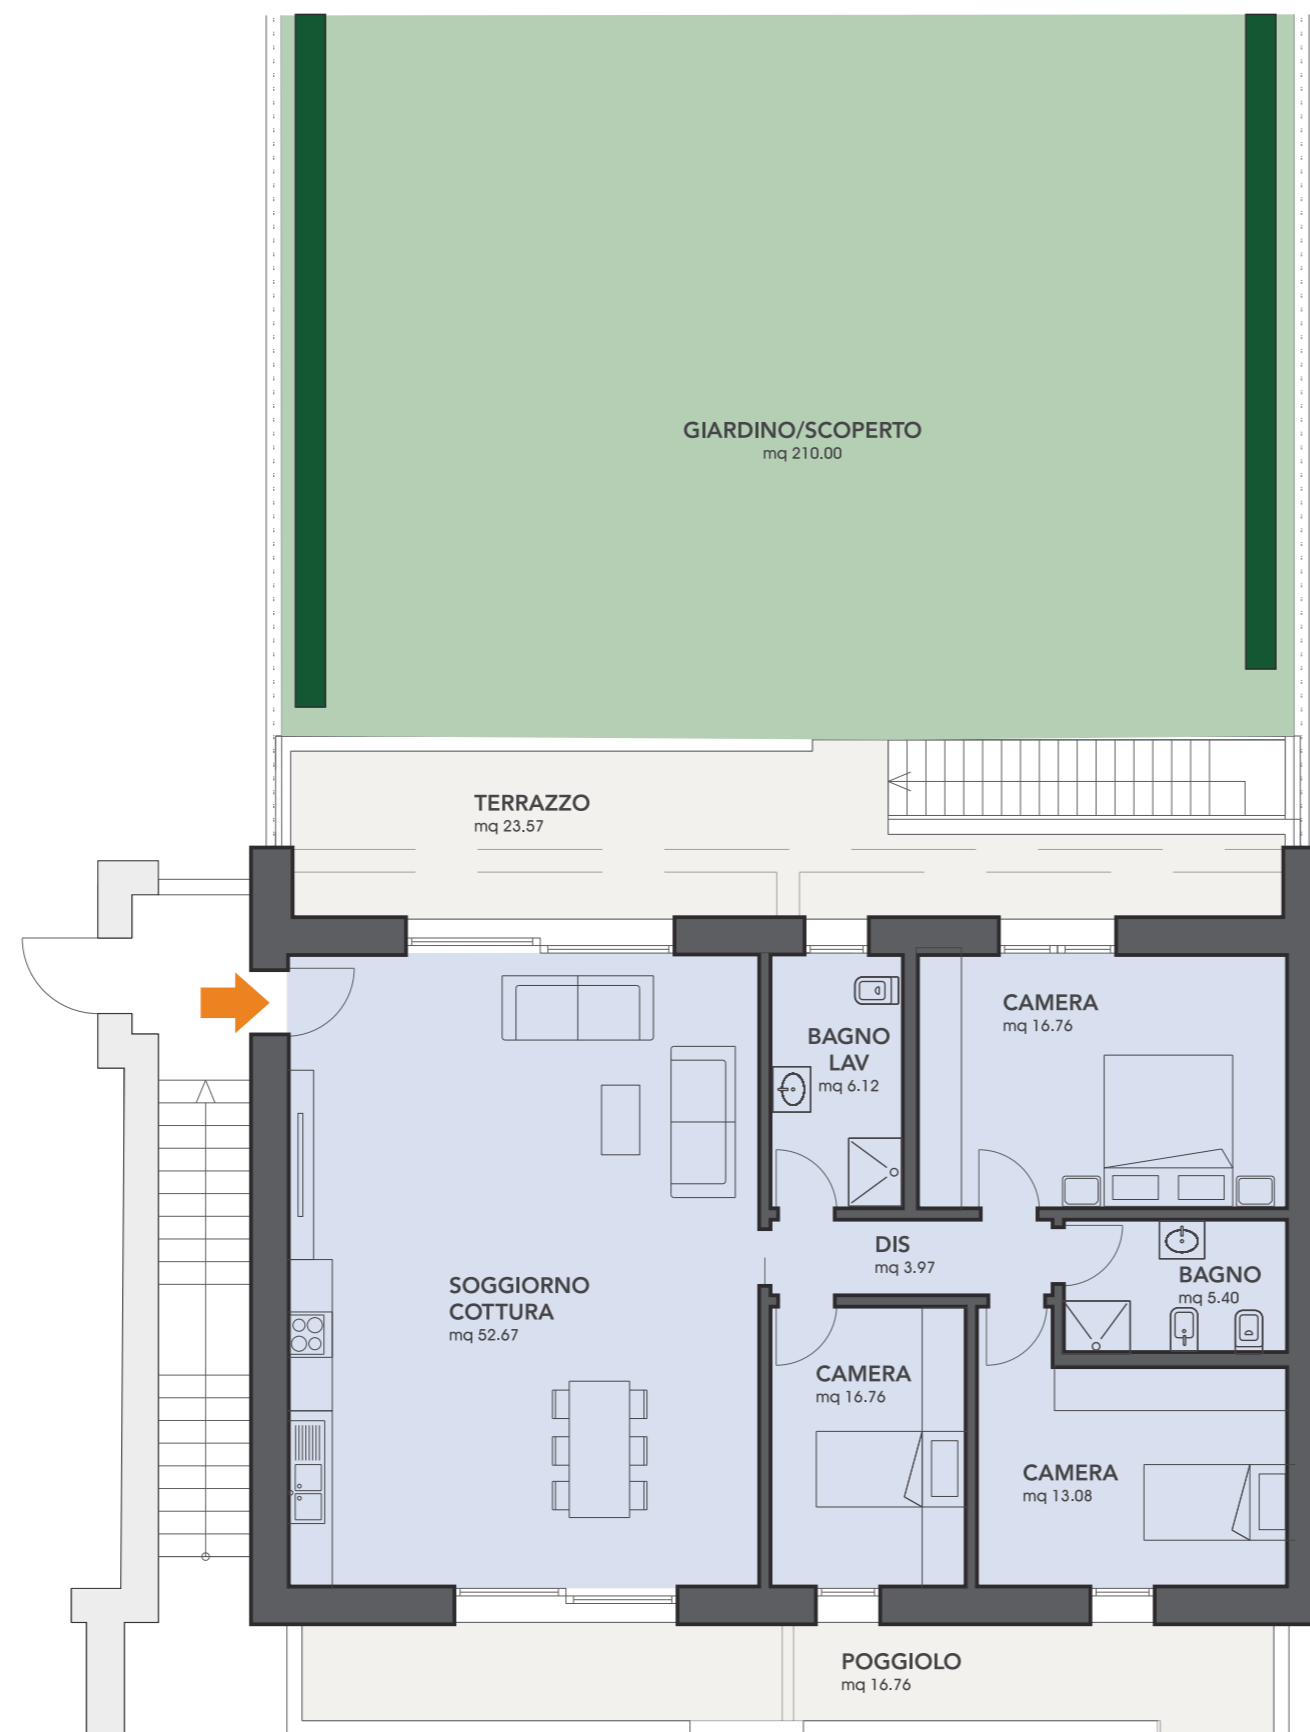 GIARDINO/SCOPERTO
mq 210.00
TERRAZZO
mq 23.57
CAMERA
mq 16.76
BAGNO
LAV
mq 6.12
DIS
mq 3.97
BAGNO
mq 5.40
SOGGIORNO
COTTURA
mq 52.67
CAMERA
mq 16.76
CAMERA
mq 13.08
POGGIOLO
mq 16.76